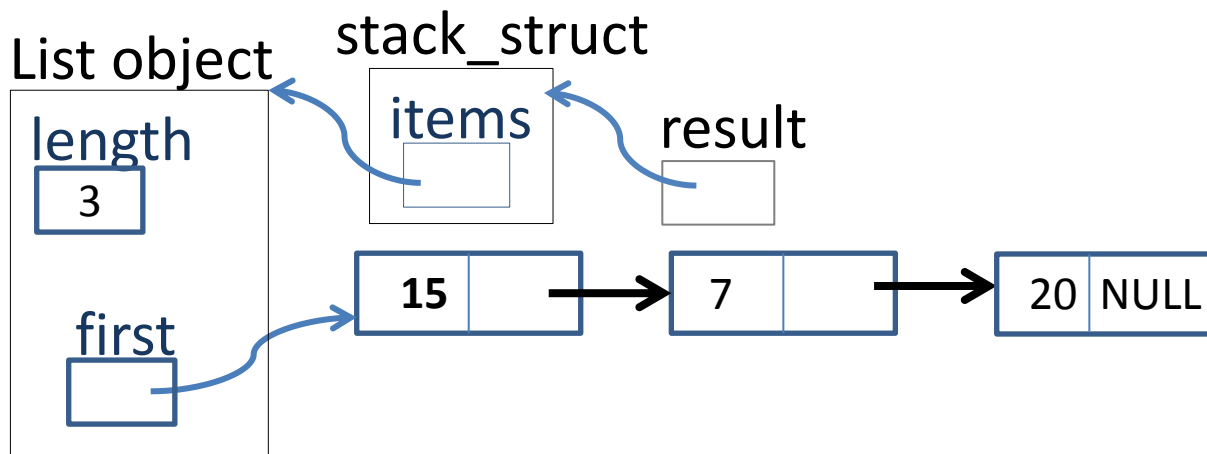 stack_struct
List object
items
result
length
3
15
7
20 NULL
first